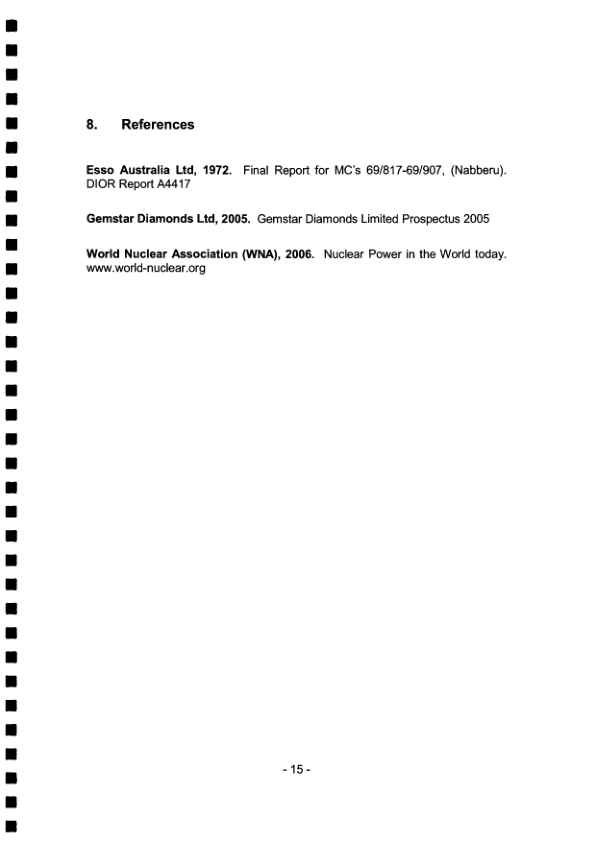 8. References
Esso Australia Ltd, 1972. Final Report for MC's 69/817-69/907, (Nabberu).
DIOR Report A4417
Gemstar Diamonds Ltd, 2005. Gemstar Diamonds Limited Prospectus 2005
World Nuclear Association (WNA), 2006. Nuclear Power in the World today.
www.world-nuclear.org
- 15 -